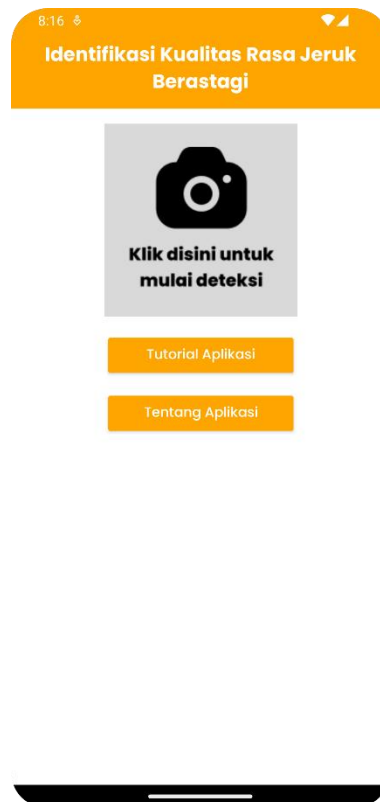 8:16
Identifikasi Kualitas Rasa Jeruk
Berastagi
Klik disini untuk
mulai deteksi
Tutorial Aplikasi
Tentang Aplikasi